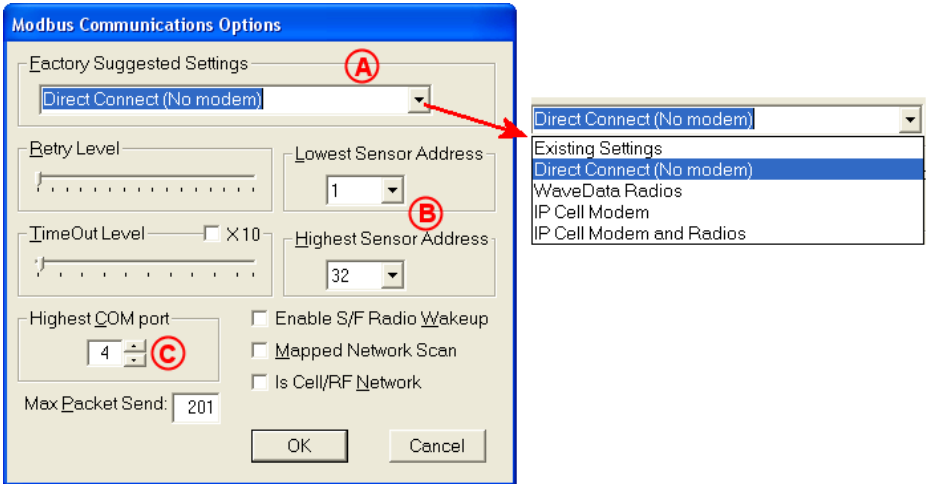 Modbus Communications Options
Factory Suggested Settings
A
Direct Connect (No modem)
Direct Connect (No modem)
Existing Settings
Direct Connect (No modem)
WaveData Radios
IP Cell Modem
IP Cell Modem and Radios
Retry Level
Lowest Sensor Address
1
B
TimeOut Level
X10
Highest Sensor Address
32
Highest COM port
4
C
Enable S/F Radio Wakeup
Mapped Network Scan
Is Cell/RF Network
Max Packet Send: 201
OK
Cancel